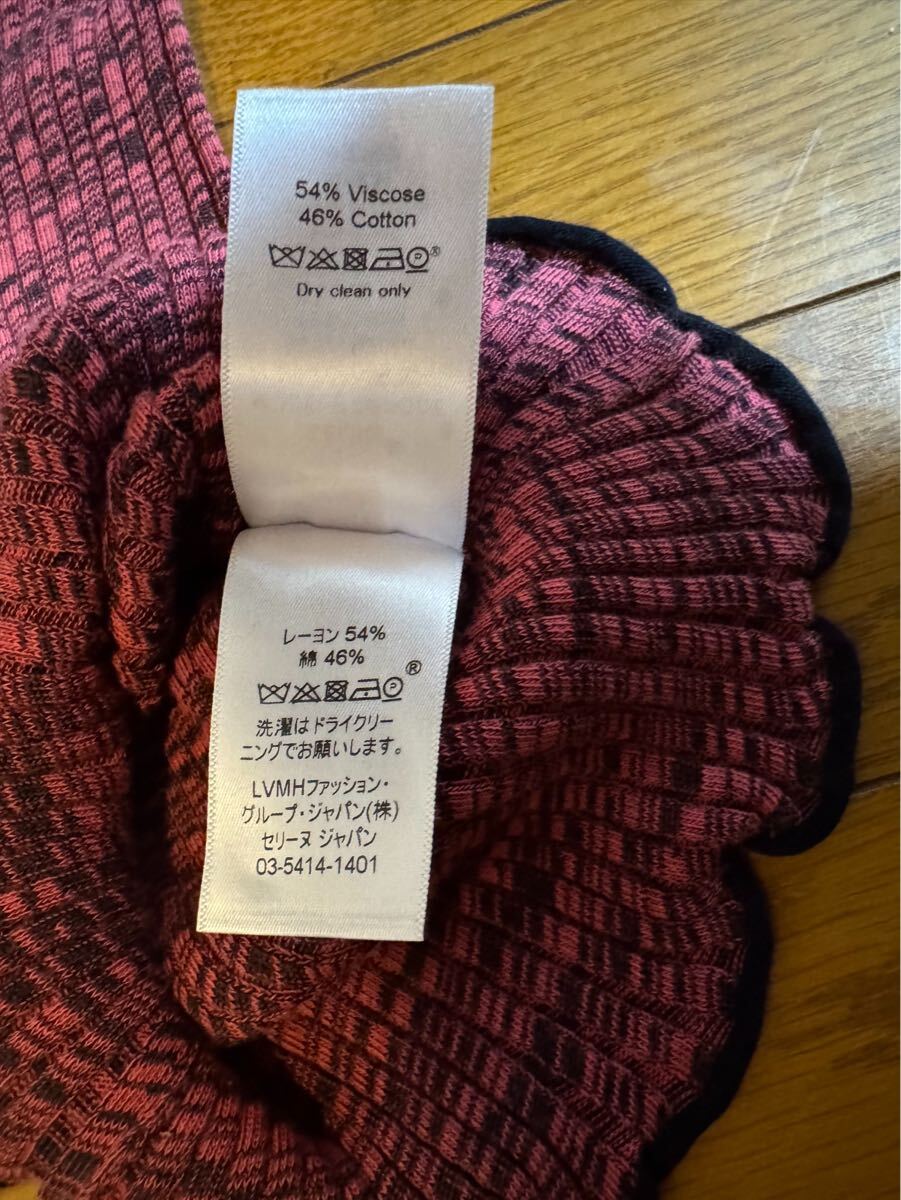 54% Viscose
46% Cotton
P®
Dry clean only
レーヨン 54%
綿 46%
P®
洗濯はドライクリー
ニングでお願いします。
LVMHファッション・
グループ・ジャパン(株)
セリーヌ ジャパン
03-5414-1401